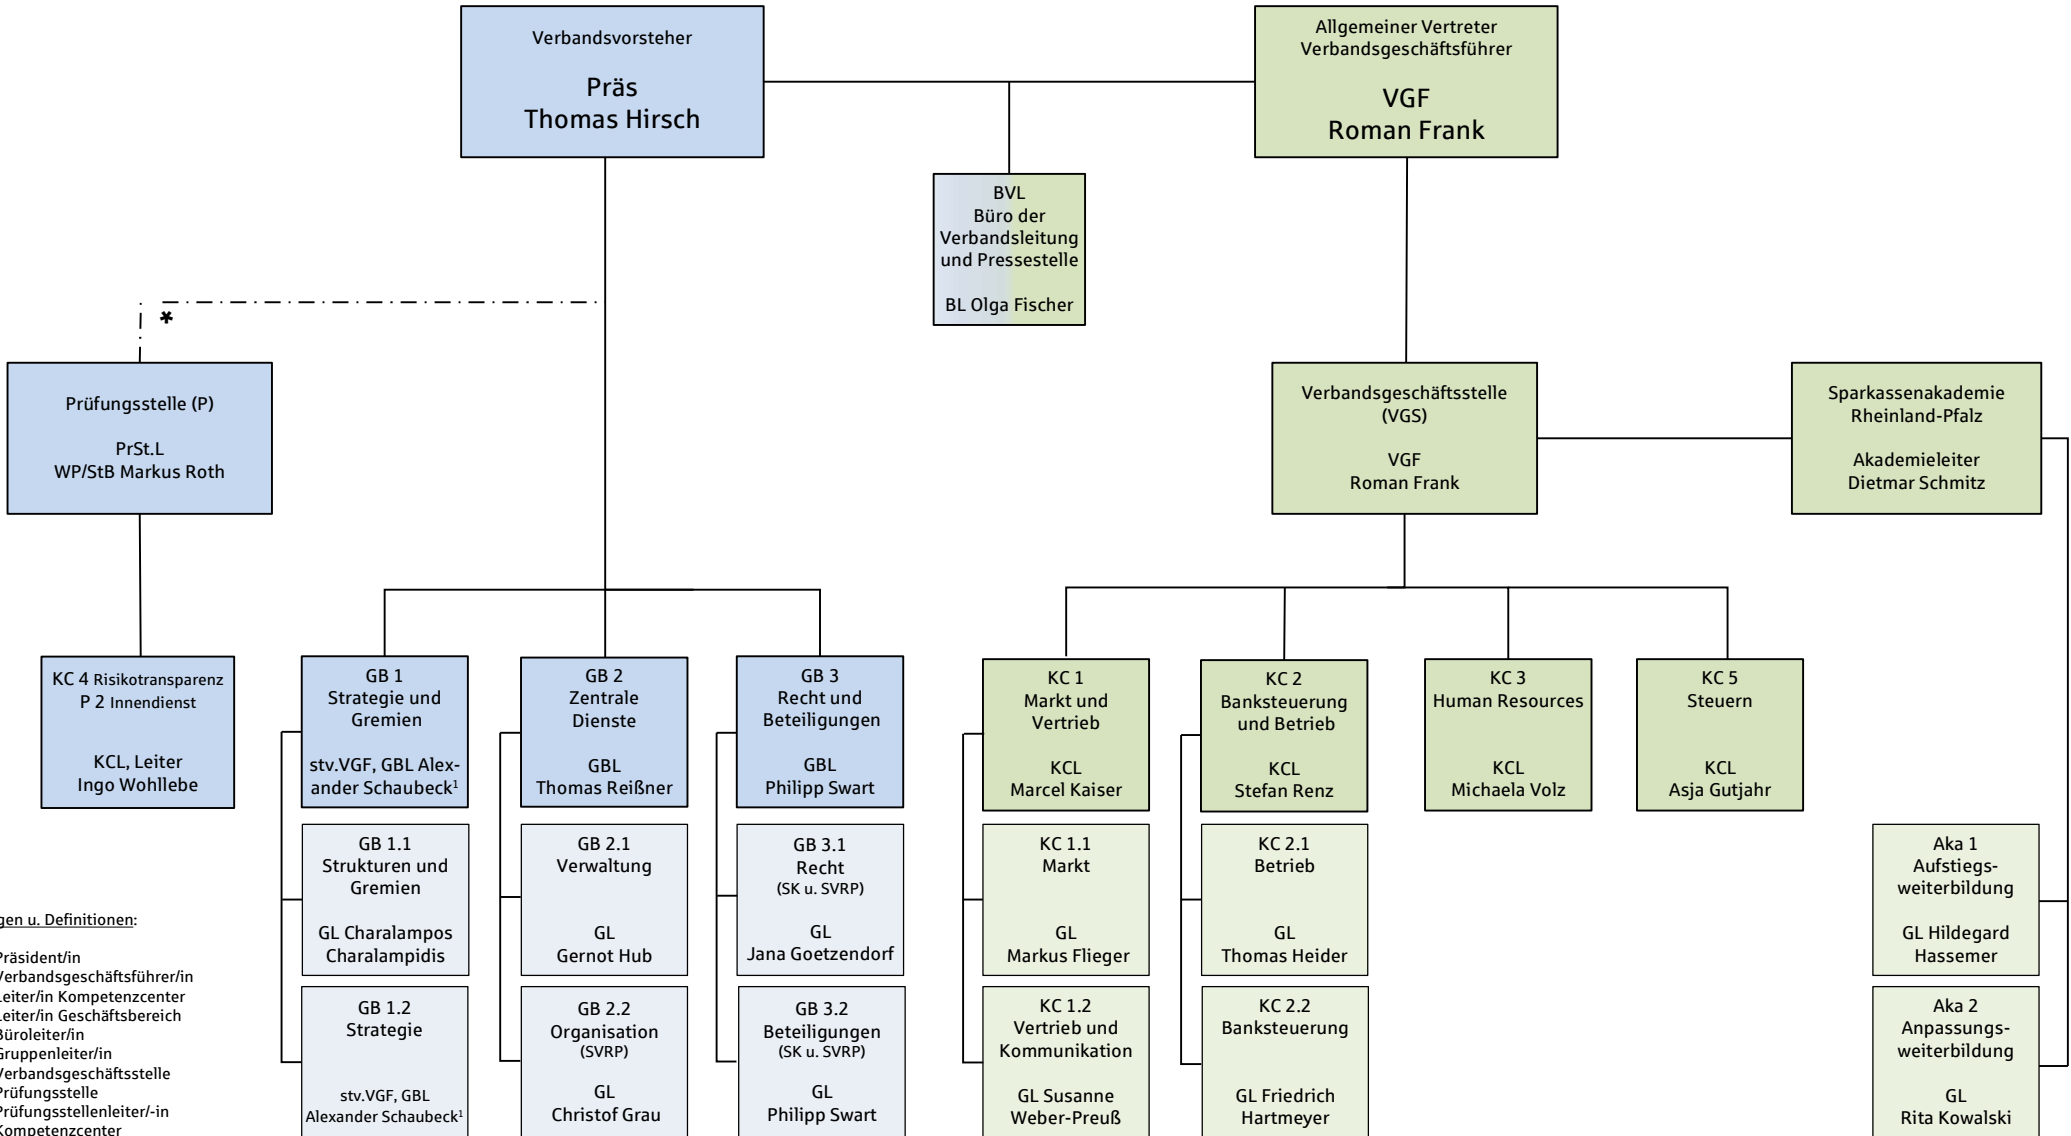 Verbandsvorsteher
Präs
Thomas Hirsch
Allgemeiner Vertreter
Verbandsgeschäftsführer
VGF
Roman Frank
BVL
Büro der
Verbandsleitung
und Pressestelle
BL Olga Fischer
*
Prüfungsstelle (P)
PrSt.L
WP/StB Markus Roth
Verbandsgeschäftsstelle
(VGS)
VGF
Roman Frank
Sparkassenakademie
Rheinland-Pfalz
Akademieleiter
Dietmar Schmitz
KC 4 Risikotransparenz
P 2 Innendienst
KCL, Leiter
Ingo Wohllebe
GB 1
Strategie und
Gremien
stv.VGF, GBL Alex-
ander Schaubeck¹
GB 2
Zentrale
Dienste
GBL
Thomas Reißner
GB 3
Recht und
Beteiligungen
GBL
Philipp Swart
KC 1
Markt und
Vertrieb
KCL
Marcel Kaiser
KC 2
Banksteuerung
und Betrieb
KCL
Stefan Renz
KC 3
Human Resources
KCL
Michaela Volz
KC 5
Steuern
KCL
Asja Gutjahr
GB 1.1
Strukturen und
Gremien
GL Charalampos
Charalampidis
GB 2.1
Verwaltung
GL
Gernot Hub
GB 3.1
Recht
(SK u. SVRP)
GL
Jana Goetzendorf
KC 1.1
Markt
GL
Markus Flieger
KC 2.1
Betrieb
GL
Thomas Heider
Aka 1
Aufstiegs-
weiterbildung
GL Hildegard
Hassemer
GB 1.2
Strategie
stv.VGF, GBL
Alexander Schaubeck¹
GB 2.2
Organisation
(SVRP)
GL
Christof Grau
GB 3.2
Beteiligungen
(SK u. SVRP)
GL
Philipp Swart
KC 1.2
Vertrieb und
Kommunikation
GL Susanne
Weber-Preuß
KC 2.2
Banksteuerung
GL Friedrich
Hartmeyer
Aka 2
Anpassungs-
weiterbildung
GL
Rita Kowalski
gen u. Definitionen:
Präsident/in
Verbandsgeschäftsführer/in
Leiter/in Kompetenzcenter
Leiter/in Geschäftsbereich
Büroleiter/in
Gruppenleiter/in
Verbandsgeschäftsstelle
Prüfungsstelle
Prüfungsstellenleiter/-in
Kompetenzcenter